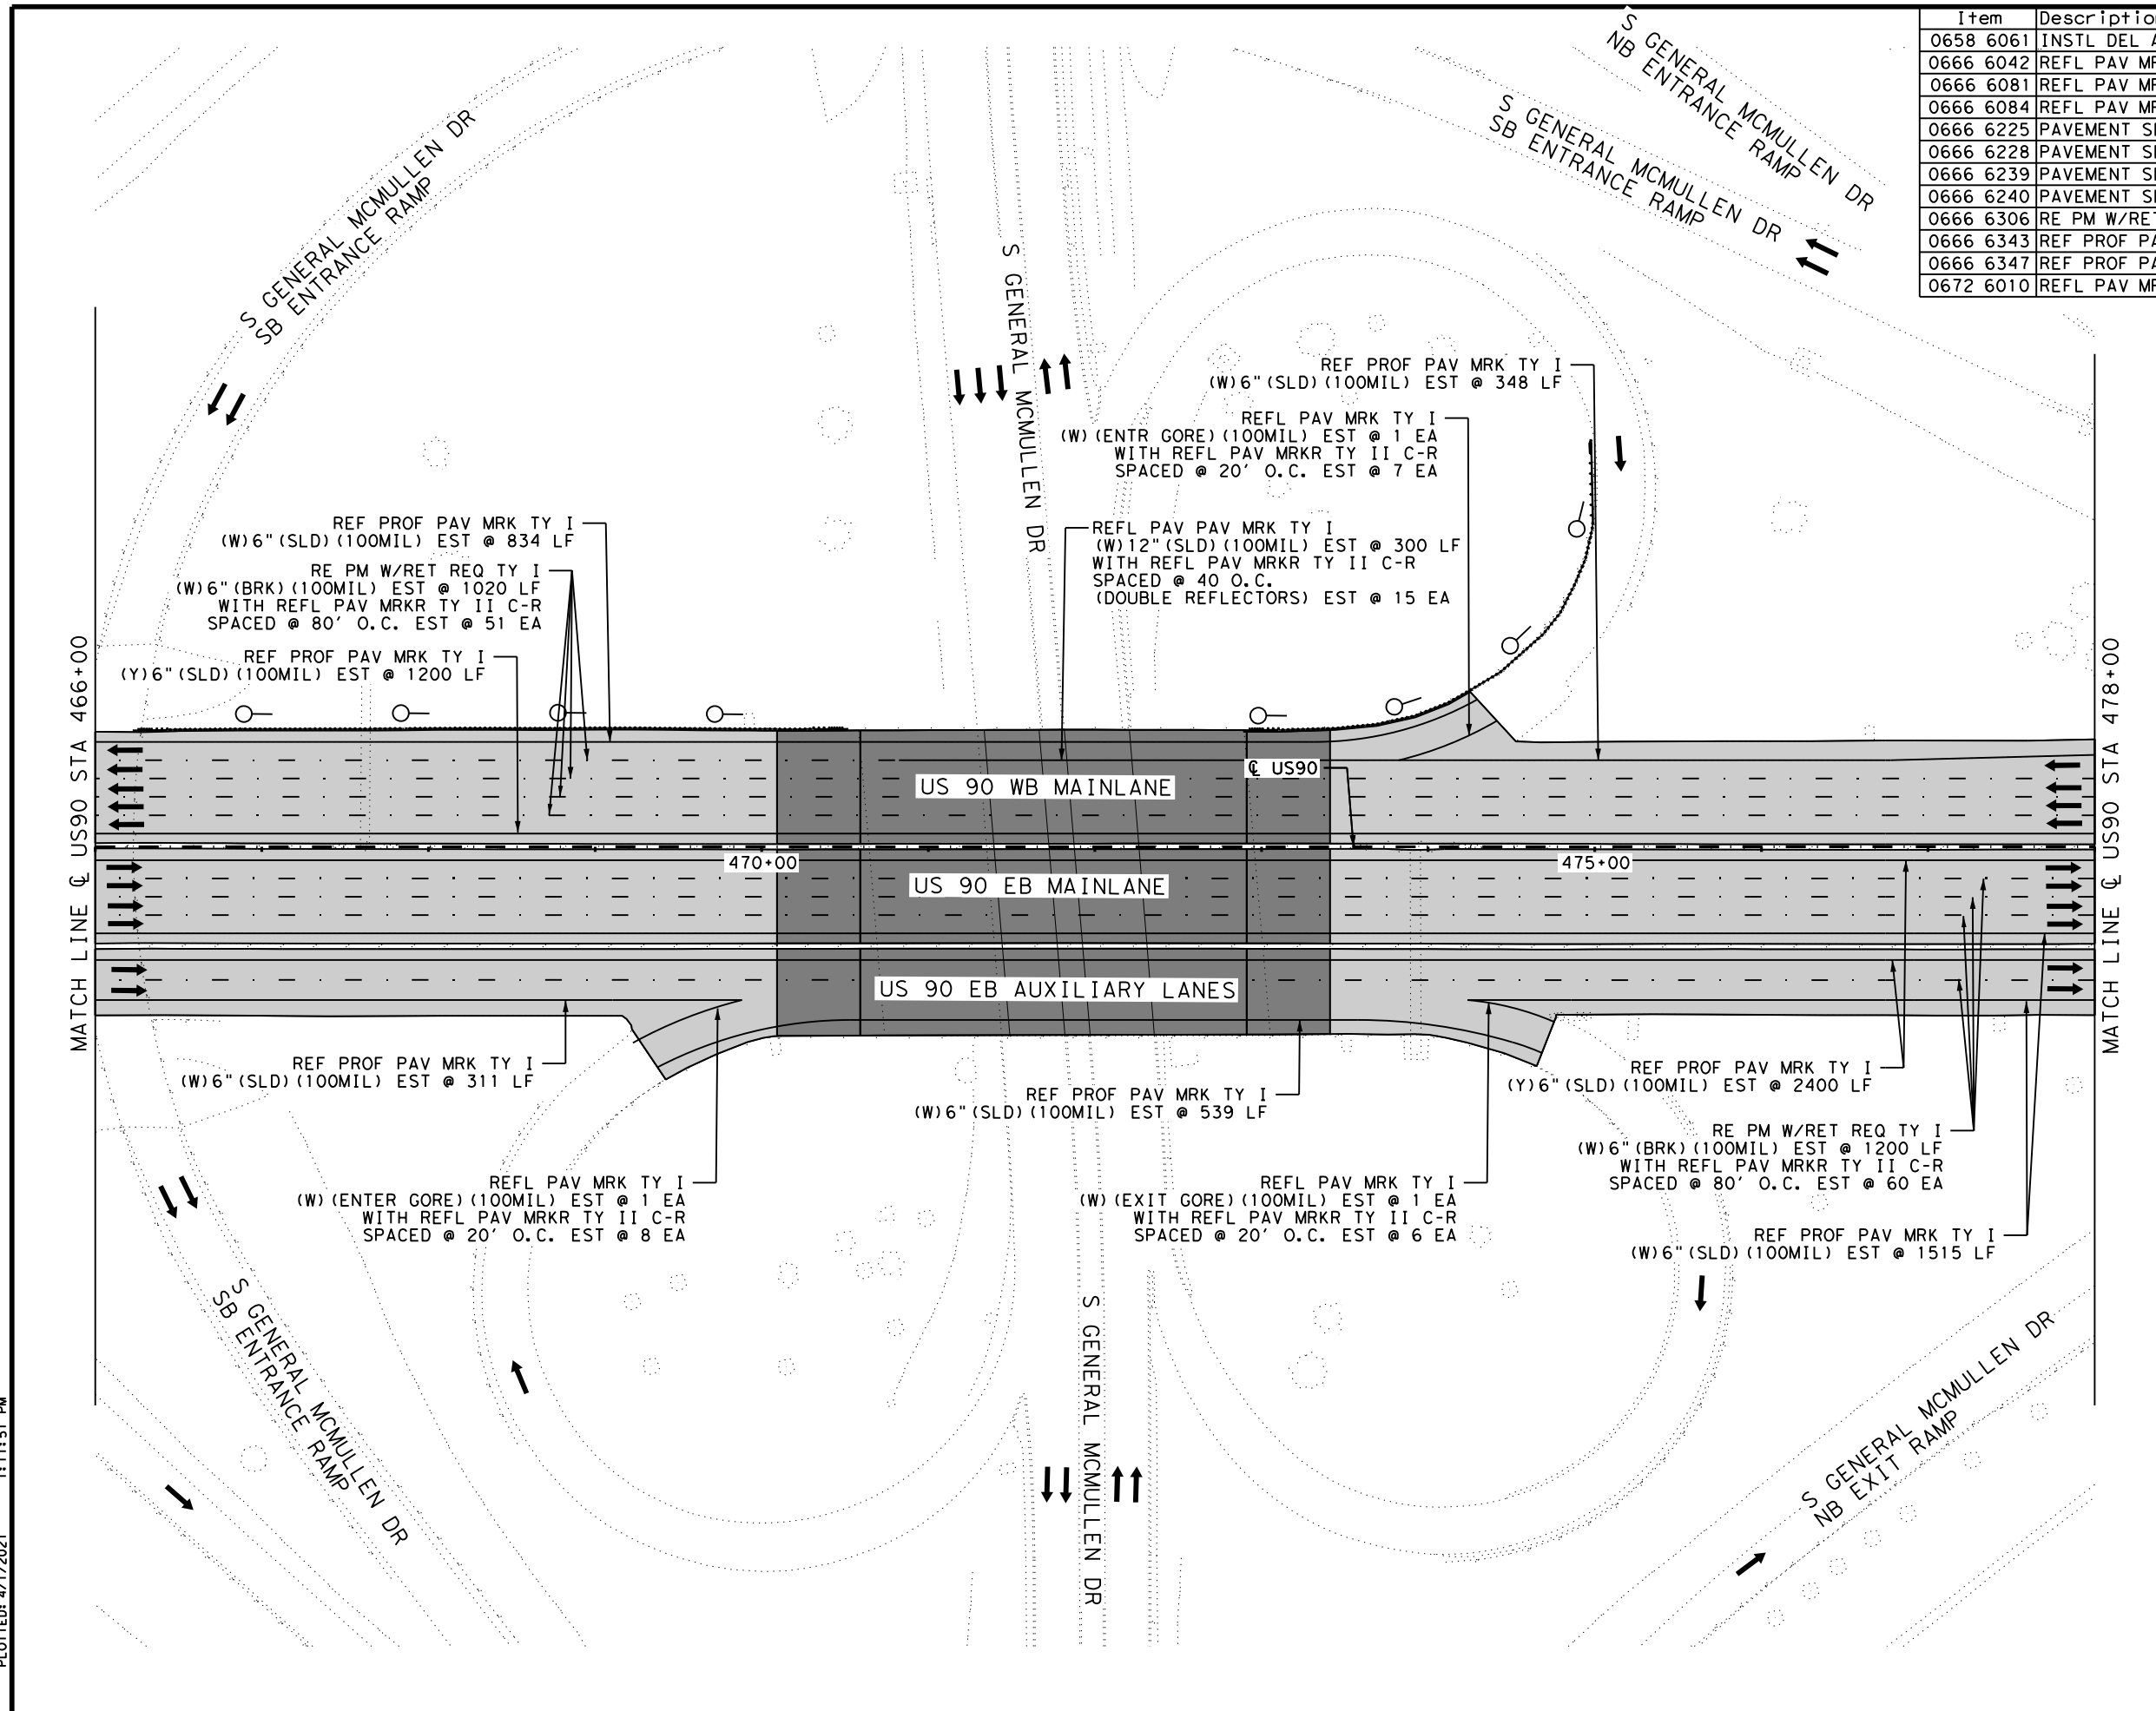 Item Descriptio
0658 6061 INSTL DEL A
0666 6042 REFL PAV MR
0666 6081 REFL PAV MR
0666 6084 REFL PAV MR
0666 6225 PAVEMENT S
0666 6228 PAVEMENT S
0666 6239 PAVEMENT S
0666 6240 PAVEMENT S
0666 6306 RE PM W/RET
0666 6343 REF PROF PA
0666 6347 REF PROF PA
0672 6010 REFL PAV MR
S GENERAL MCMULLEN DR
NB ENTRANCE RAMP
S GENERAL MCMULLEN DR
SB ENTRANCE RAMP
S GENERAL MCMULLEN DR
SB ENTRANCE RAMP
S GENERAL MCMULLEN DR
REF PROF PAV MRK TY I
(W)6"(SLD)(100MIL) EST @ 348 LF
REFL PAV MRK TY I
(W)(ENTR GORE)(100MIL) EST @ 1 EA
WITH REFL PAV MRKR TY II C-R
SPACED @ 20' O.C. EST @ 7 EA
REFL PAV PAV MRK TY I
(W)12"(SLD)(100MIL) EST @ 300 LF
WITH REFL PAV MRKR TY II C-R
SPACED @ 40 O.C.
(DOUBLE REFLECTORS) EST @ 15 EA
REF PROF PAV MRK TY I
(W)6"(SLD)(100MIL) EST @ 834 LF
RE PM W/RET REQ TY I
(W)6"(BRK)(100MIL) EST @ 1020 LF
WITH REFL PAV MRKR TY II C-R
SPACED @ 80' O.C. EST @ 51 EA
REF PROF PAV MRK TY I
(Y)6"(SLD)(100MIL) EST @ 1200 LF
MATCH LINE ℄ US90 STA 466+00
MATCH LINE ℄ US90 STA 478+00
US 90 WB MAINLANE
℄ US90
470+00
475+00
US 90 EB MAINLANE
US 90 EB AUXILIARY LANES
REF PROF PAV MRK TY I
(W)6"(SLD)(100MIL) EST @ 311 LF
REF PROF PAV MRK TY I
(W)6"(SLD)(100MIL) EST @ 539 LF
REF PROF PAV MRK TY I
(Y)6"(SLD)(100MIL) EST @ 2400 LF
RE PM W/RET REQ TY I
(W)6"(BRK)(100MIL) EST @ 1200 LF
WITH REFL PAV MRKR TY II C-R
SPACED @ 80' O.C. EST @ 60 EA
REFL PAV MRK TY I
(W)(ENTER GORE)(100MIL) EST @ 1 EA
WITH REFL PAV MRKR TY II C-R
SPACED @ 20' O.C. EST @ 8 EA
REFL PAV MRK TY I
(W)(EXIT GORE)(100MIL) EST @ 1 EA
WITH REFL PAV MRKR TY II C-R
SPACED @ 20' O.C. EST @ 6 EA
REF PROF PAV MRK TY I
(W)6"(SLD)(100MIL) EST @ 1515 LF
S GENERAL MCMULLEN DR
SB ENTRANCE RAMP
S GENERAL MCMULLEN DR
S GENERAL MCMULLEN DR
NB EXIT RAMP
PLOTTED: 4/1/2021